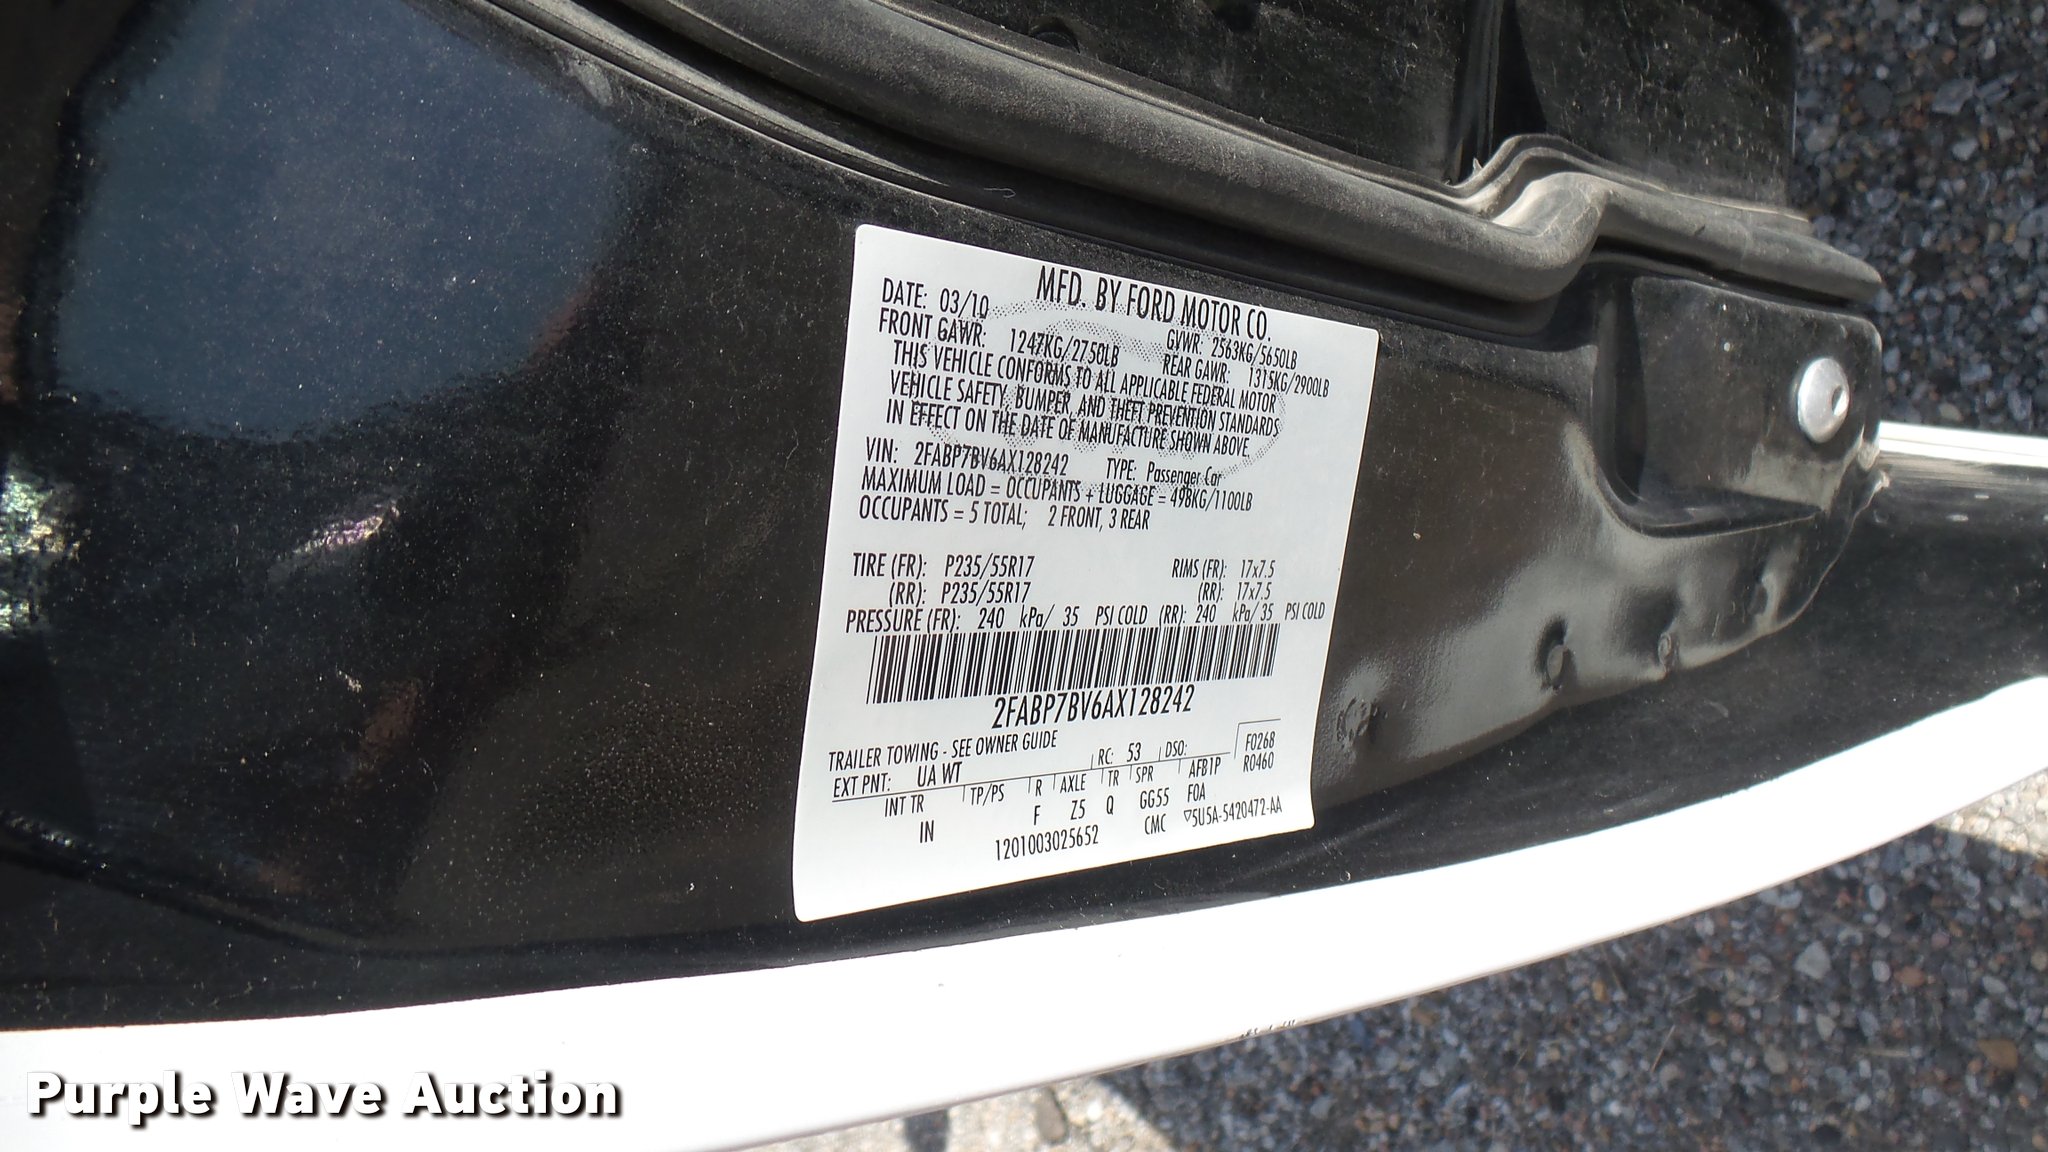 MFD. BY FORD MOTOR CO.
DATE: 03/10 GVWR: 2563KG/5650LB
FRONT GAWR: 1247KG/2750LB REAR GAWR: 1315KG/2900LB
THIS VEHICLE CONFORMS TO ALL APPLICABLE FEDERAL MOTOR
VEHICLE SAFETY, BUMPER, AND THEFT PREVENTION STANDARDS
IN EFFECT ON THE DATE OF MANUFACTURE SHOWN ABOVE.
VIN: 2FABP7BV6AX128242 TYPE: Passenger Car
MAXIMUM LOAD = OCCUPANTS + LUGGAGE = 498KG/1100LB
OCCUPANTS = 5 TOTAL; 2 FRONT, 3 REAR
TIRE (FR): P235/55R17 RIMS (FR): 17x7.5
(RR): P235/55R17 (RR): 17x7.5
PRESSURE (FR): 240 kPa/ 35 PSI COLD (RR): 240 kPa/ 35 PSI COLD
2FABP7BV6AX128242
TRAILER TOWING - SEE OWNER GUIDE
EXT PNT: UA WT RC: 53 DSO: F026B
R0460
INT TR TP/PS R AXLE TR SPR AFB1P
IN F Z5 Q GG55 FOA
1201003025652 CMC ▽5U5A-5420472-AA
Purple Wave Auction